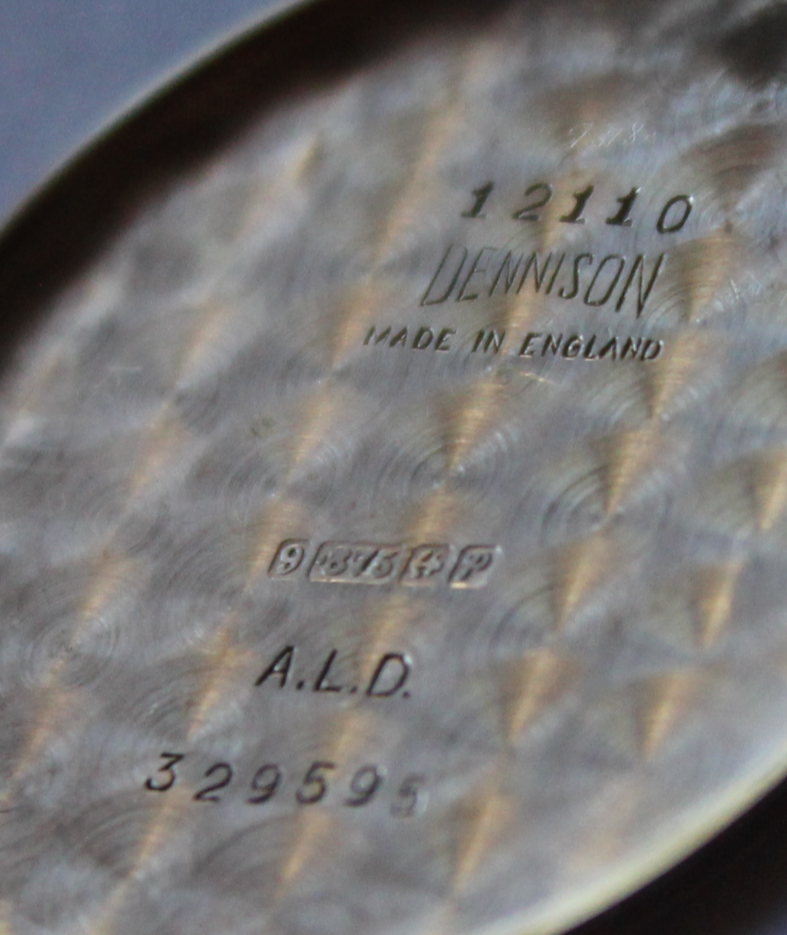 12110
DENNISON
MADE IN ENGLAND
9 .375
A.L.D.
329595